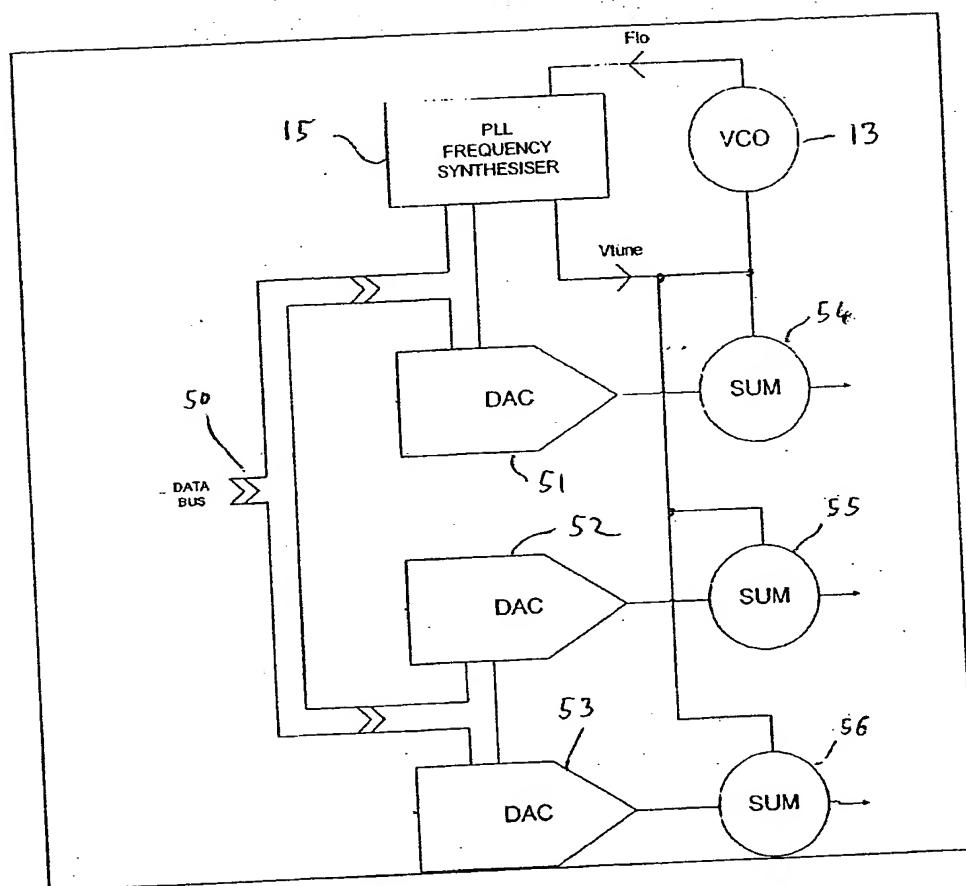 Flo
15
PLL
FREQUENCY
SYNTHESISER
VCO
13
Vtune
54
DAC
SUM
50
51
DATA
BUS
52
55
DAC
SUM
53
56
DAC
SUM